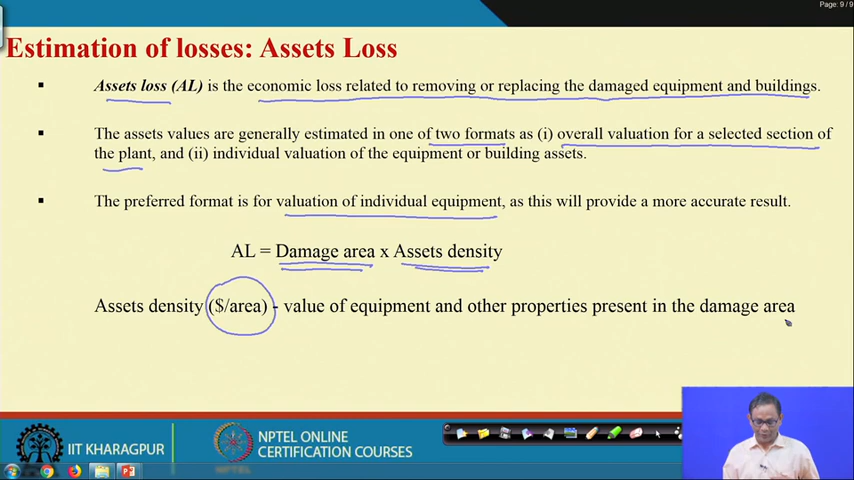 Page: 9 / 9
Estimation of losses: Assets Loss
▪ Assets loss (AL) is the economic loss related to removing or replacing the damaged equipment and buildings.
▪ The assets values are generally estimated in one of two formats as (i) overall valuation for a selected section of
the plant, and (ii) individual valuation of the equipment or building assets.
▪ The preferred format is for valuation of individual equipment, as this will provide a more accurate result.
AL = Damage area x Assets density
Assets density ($/area) - value of equipment and other properties present in the damage area
IIT KHARAGPUR
NPTEL ONLINE
CERTIFICATION COURSES
NPTEL